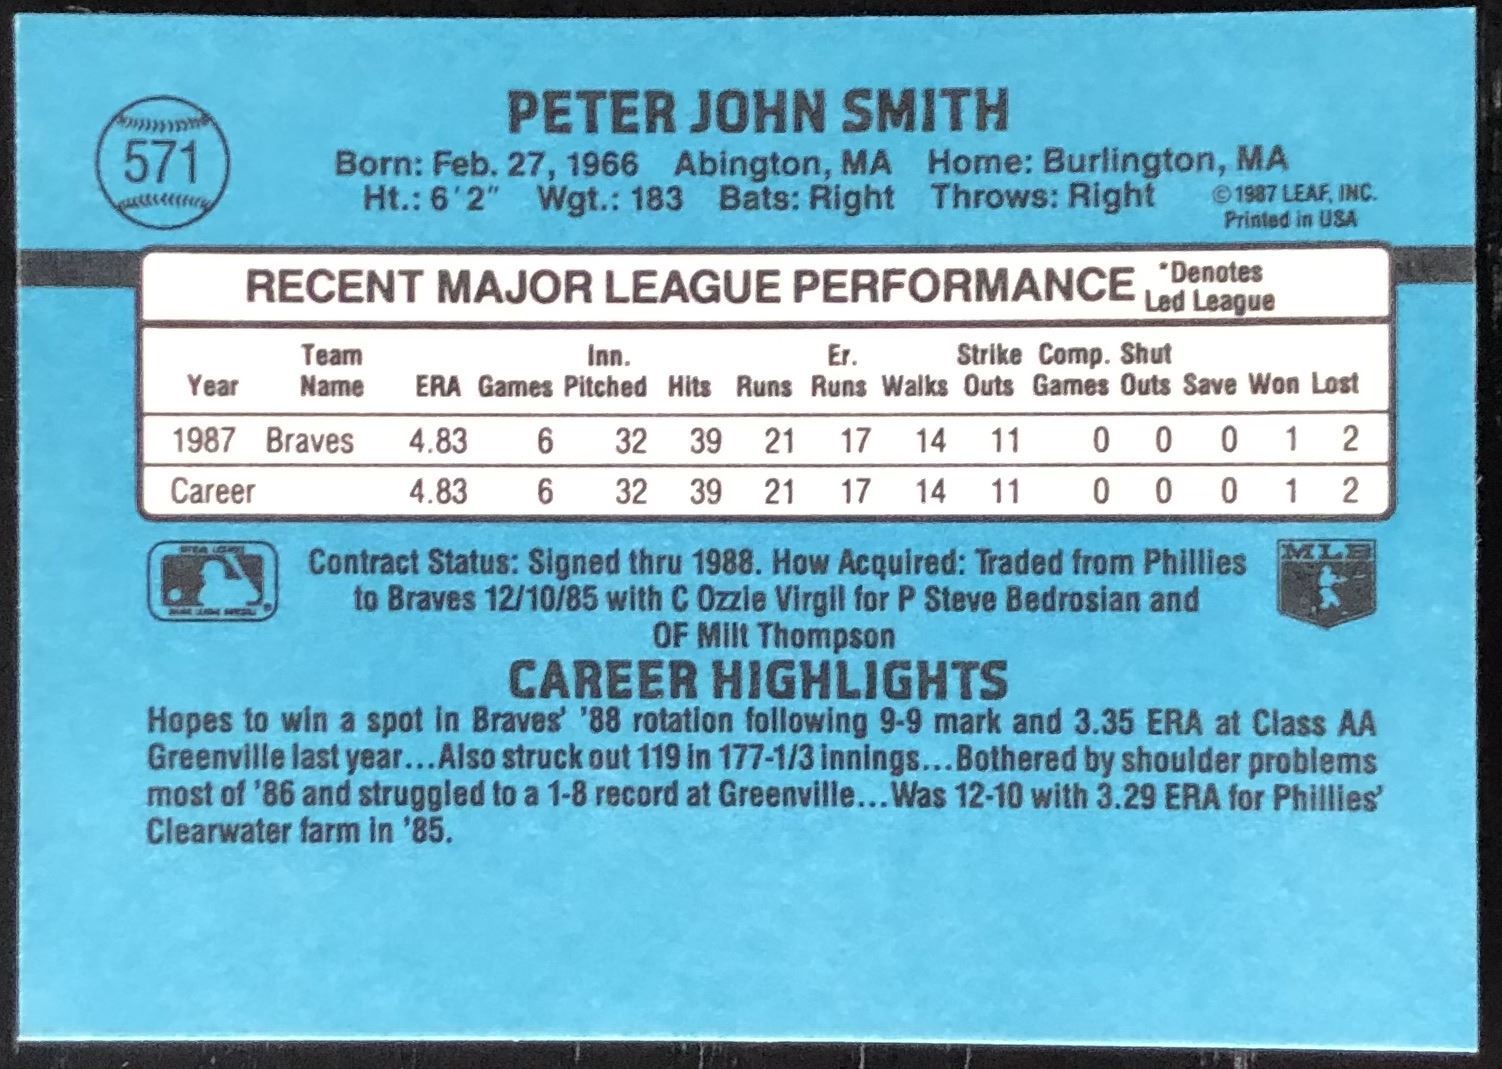 571
PETER JOHN SMITH
Born: Feb. 27, 1966 Abington, MA Home: Burlington, MA
Ht.: 6'2" Wgt.: 183 Bats: Right Throws: Right
© 1987 LEAF, INC.
Printed in USA
RECENT MAJOR LEAGUE PERFORMANCE *Denotes
Led League
Team Inn. Er. Strike Comp. Shut
Year Name ERA Games Pitched Hits Runs Runs Walks Outs Games Outs Save Won Lost
1987 Braves 4.83 6 32 39 21 17 14 11 0 0 0 1 2
Career 4.83 6 32 39 21 17 14 11 0 0 0 1 2
MLB
Contract Status: Signed thru 1988. How Acquired: Traded from Phillies
to Braves 12/10/85 with C Ozzie Virgil for P Steve Bedrosian and
OF Milt Thompson
CAREER HIGHLIGHTS
Hopes to win a spot in Braves' '88 rotation following 9-9 mark and 3.35 ERA at Class AA
Greenville last year...Also struck out 119 in 177-1/3 innings...Bothered by shoulder problems
most of '86 and struggled to a 1-8 record at Greenville...Was 12-10 with 3.29 ERA for Phillies'
Clearwater farm in '85.